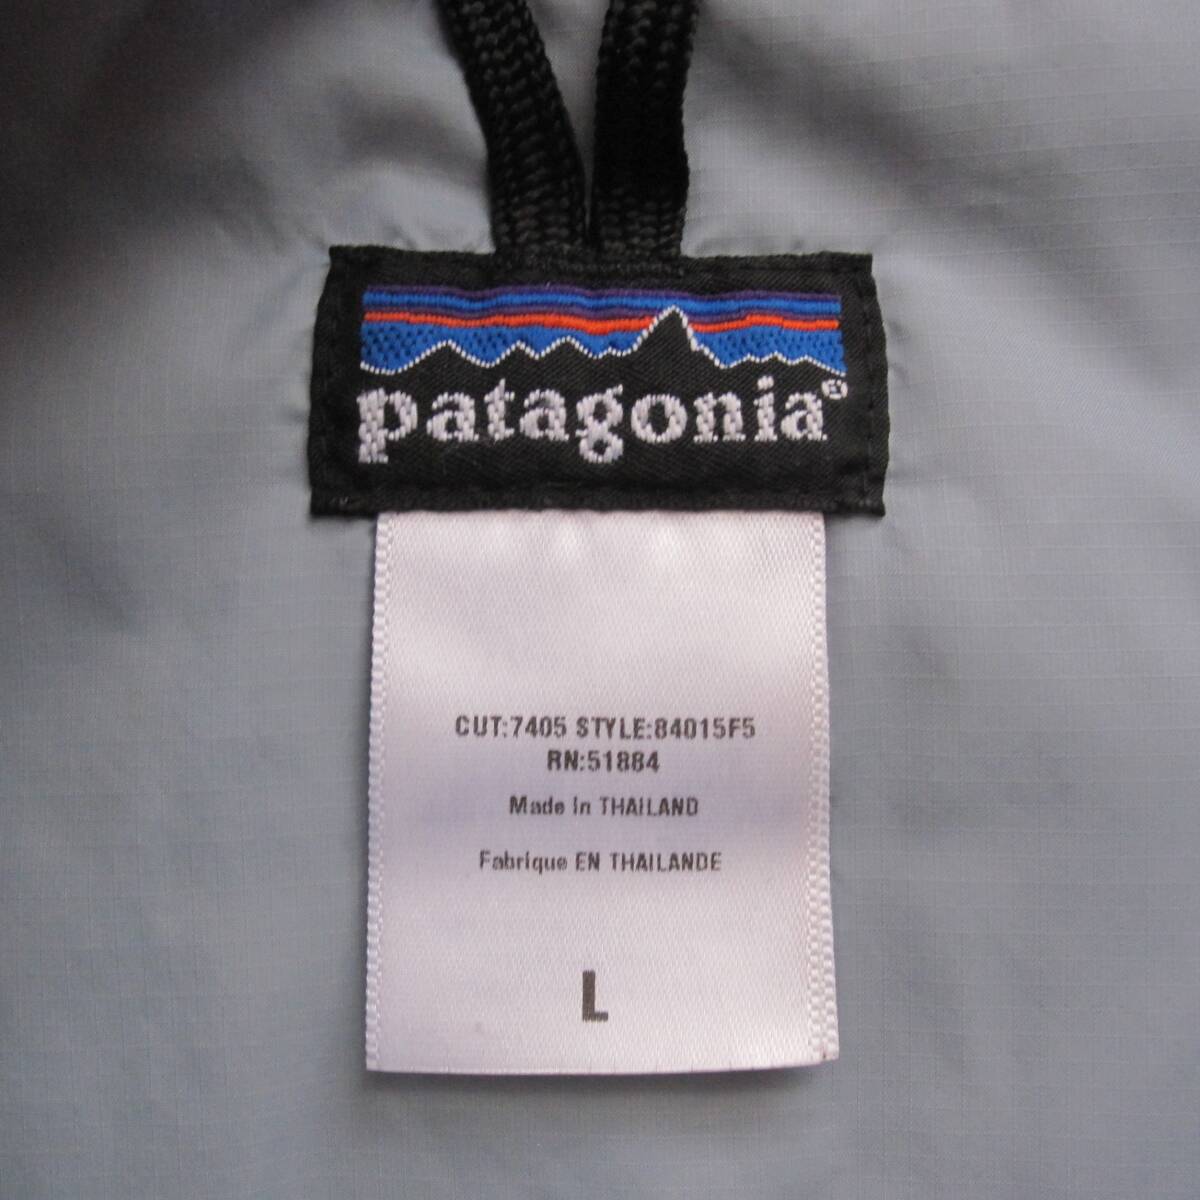 patagonia®
CUT:7405 STYLE:84015F5
RN:51884
Made In THAILAND
Fabrique EN THAILANDE
L